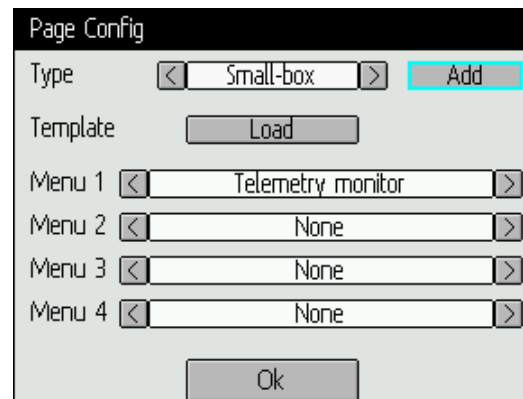 Page Config
Type < Small-box > Add
Template Load
Menu 1 < Telemetry monitor >
Menu 2 < None >
Menu 3 < None >
Menu 4 < None >
Ok